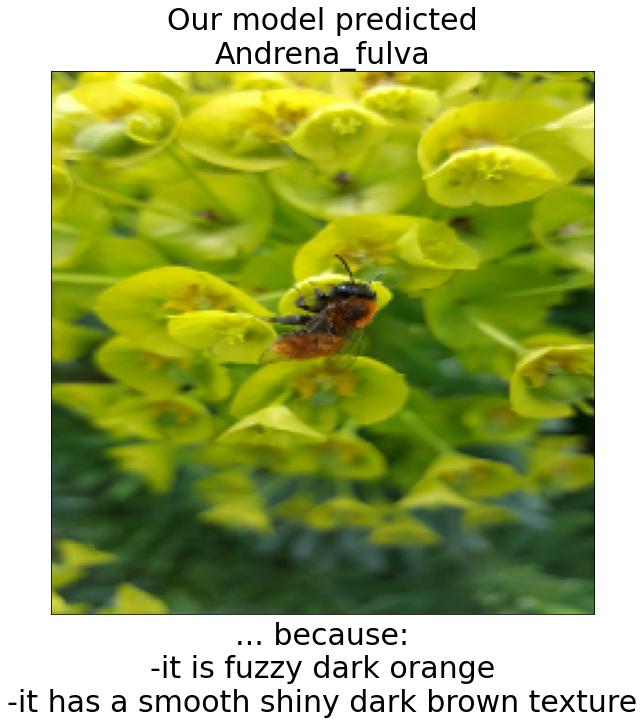 Our model predicted
Andrena_fulva
... because:
-it is fuzzy dark orange
-it has a smooth shiny dark brown texture